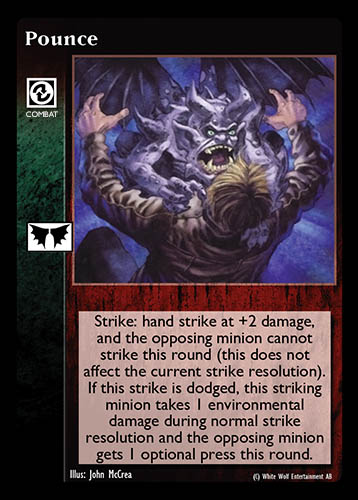 Pounce
COMBAT
Strike: hand strike at +2 damage,
and the opposing minion cannot
strike this round (this does not
affect the current strike resolution).
If this strike is dodged, this striking
minion takes 1 environmental
damage during normal strike
resolution and the opposing minion
gets 1 optional press this round.
Illus: John McCrea
(C) White Wolf Entertainment AB